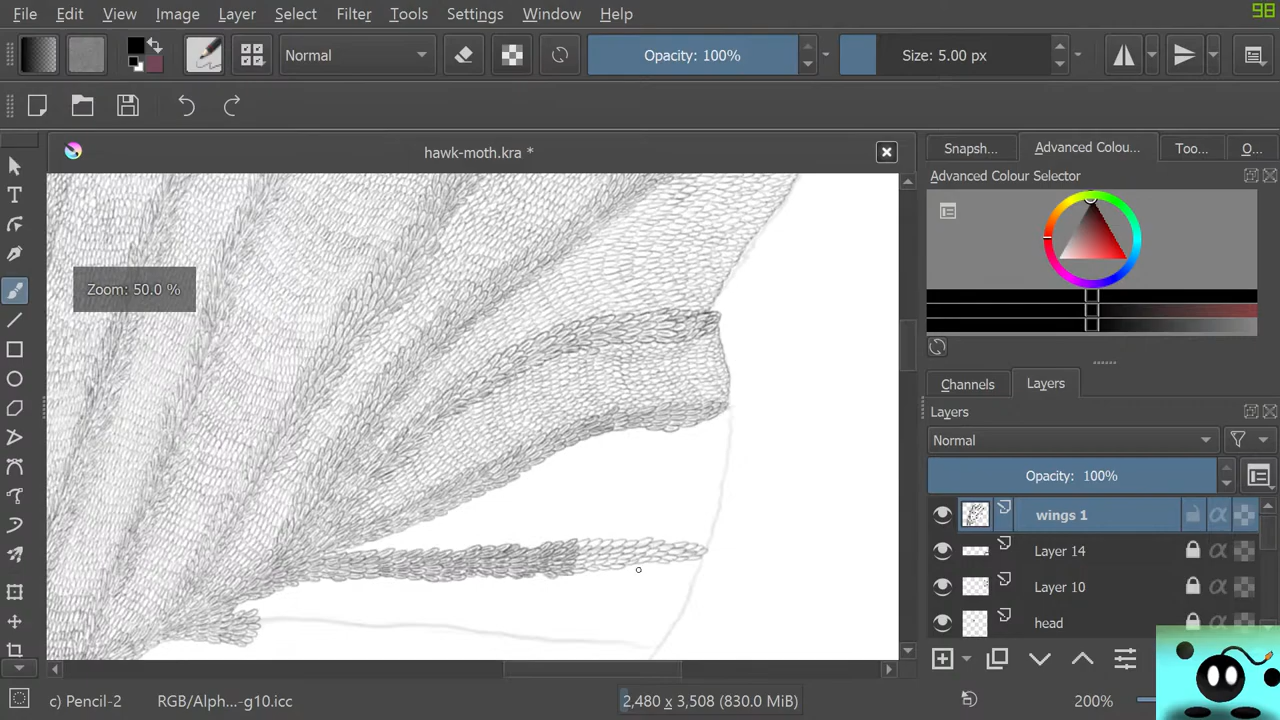 File Edit View Image Layer Select Filter Tools Settings Window Help
98
Normal
Opacity: 100%
Size: 5.00 px
hawk-moth.kra *
Snapsh...
Advanced Colou...
Too...
O...
Advanced Colour Selector
Zoom: 50.0 %
Channels
Layers
Layers
Normal
Opacity: 100%
wings 1
Layer 14
Layer 10
head
c) Pencil-2
RGB/Alph...-g10.icc
2,480 x 3,508 (830.0 MiB)
200%